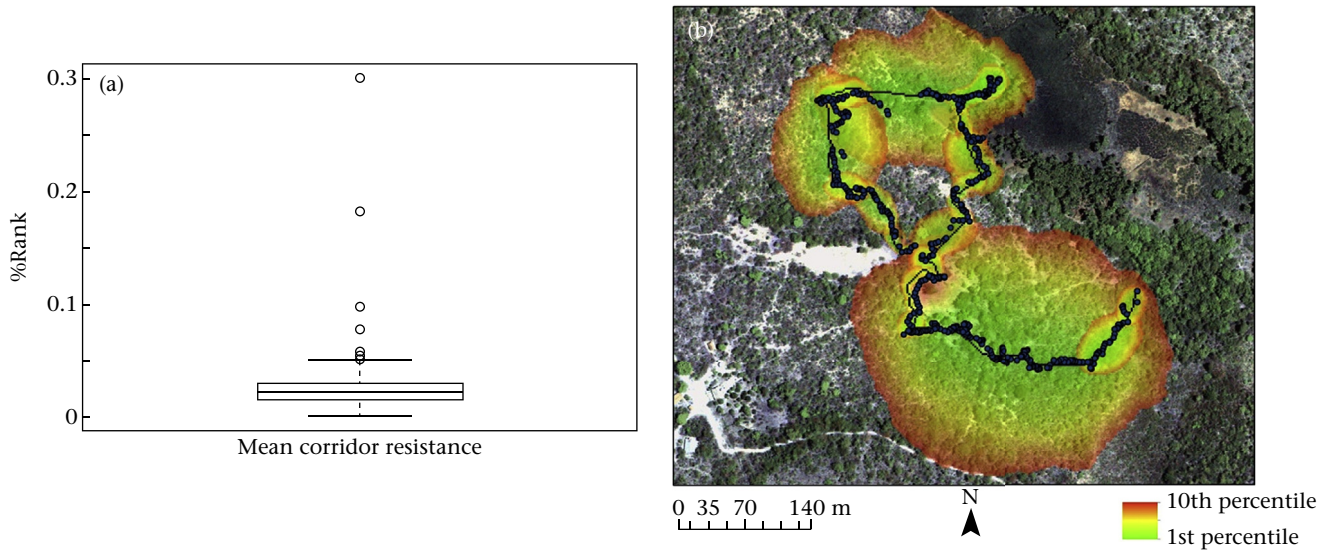 (a)
0.3
0.2
0.1
0
%Rank
Mean corridor resistance
(b)
0 35 70 140 m
N
10th percentile
1st percentile